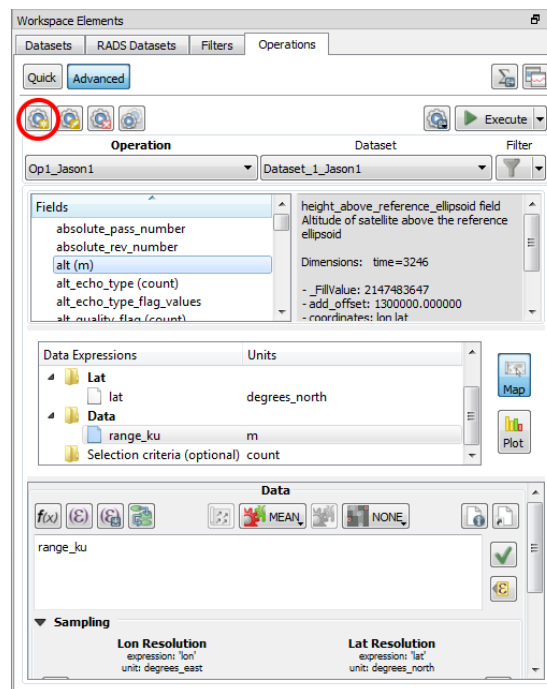 Workspace Elements
Datasets RADS Datasets Filters Operations
Quick Advanced
Execute
Operation Dataset Filter
Op1_Jason1 Dataset_1_Jason1
Fields
absolute_pass_number
absolute_rev_number
alt (m)
alt_echo_type (count)
alt_echo_type_flag_values
alt_quality_flag (count)
height_above_reference_ellipsoid field
Altitude of satellite above the reference
ellipsoid
Dimensions: time=3246
- _FillValue: 2147483647
- add_offset: 1300000.000000
- coordinates: lon lat
Data Expressions Units
Lat
lat degrees_north
Data
range_ku m
Selection criteria (optional) count
Map
Plot
Data
f(x) (ε) (ε) MEAN NONE
range_ku
Sampling
Lon Resolution Lat Resolution
expression: 'lon' expression: 'lat'
unit: degrees_east unit: degrees_north